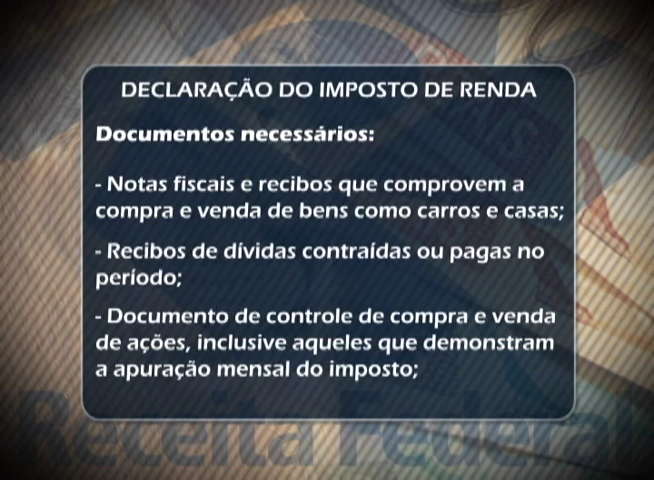 DECLARAÇÃO DO IMPOSTO DE RENDA
Documentos necessários:
- Notas fiscais e recibos que comprovem a
compra e venda de bens como carros e casas;
- Recibos de dívidas contraídas ou pagas no
período;
- Documento de controle de compra e venda
de ações, inclusive aqueles que demonstram
a apuração mensal do imposto;
Receita Federal